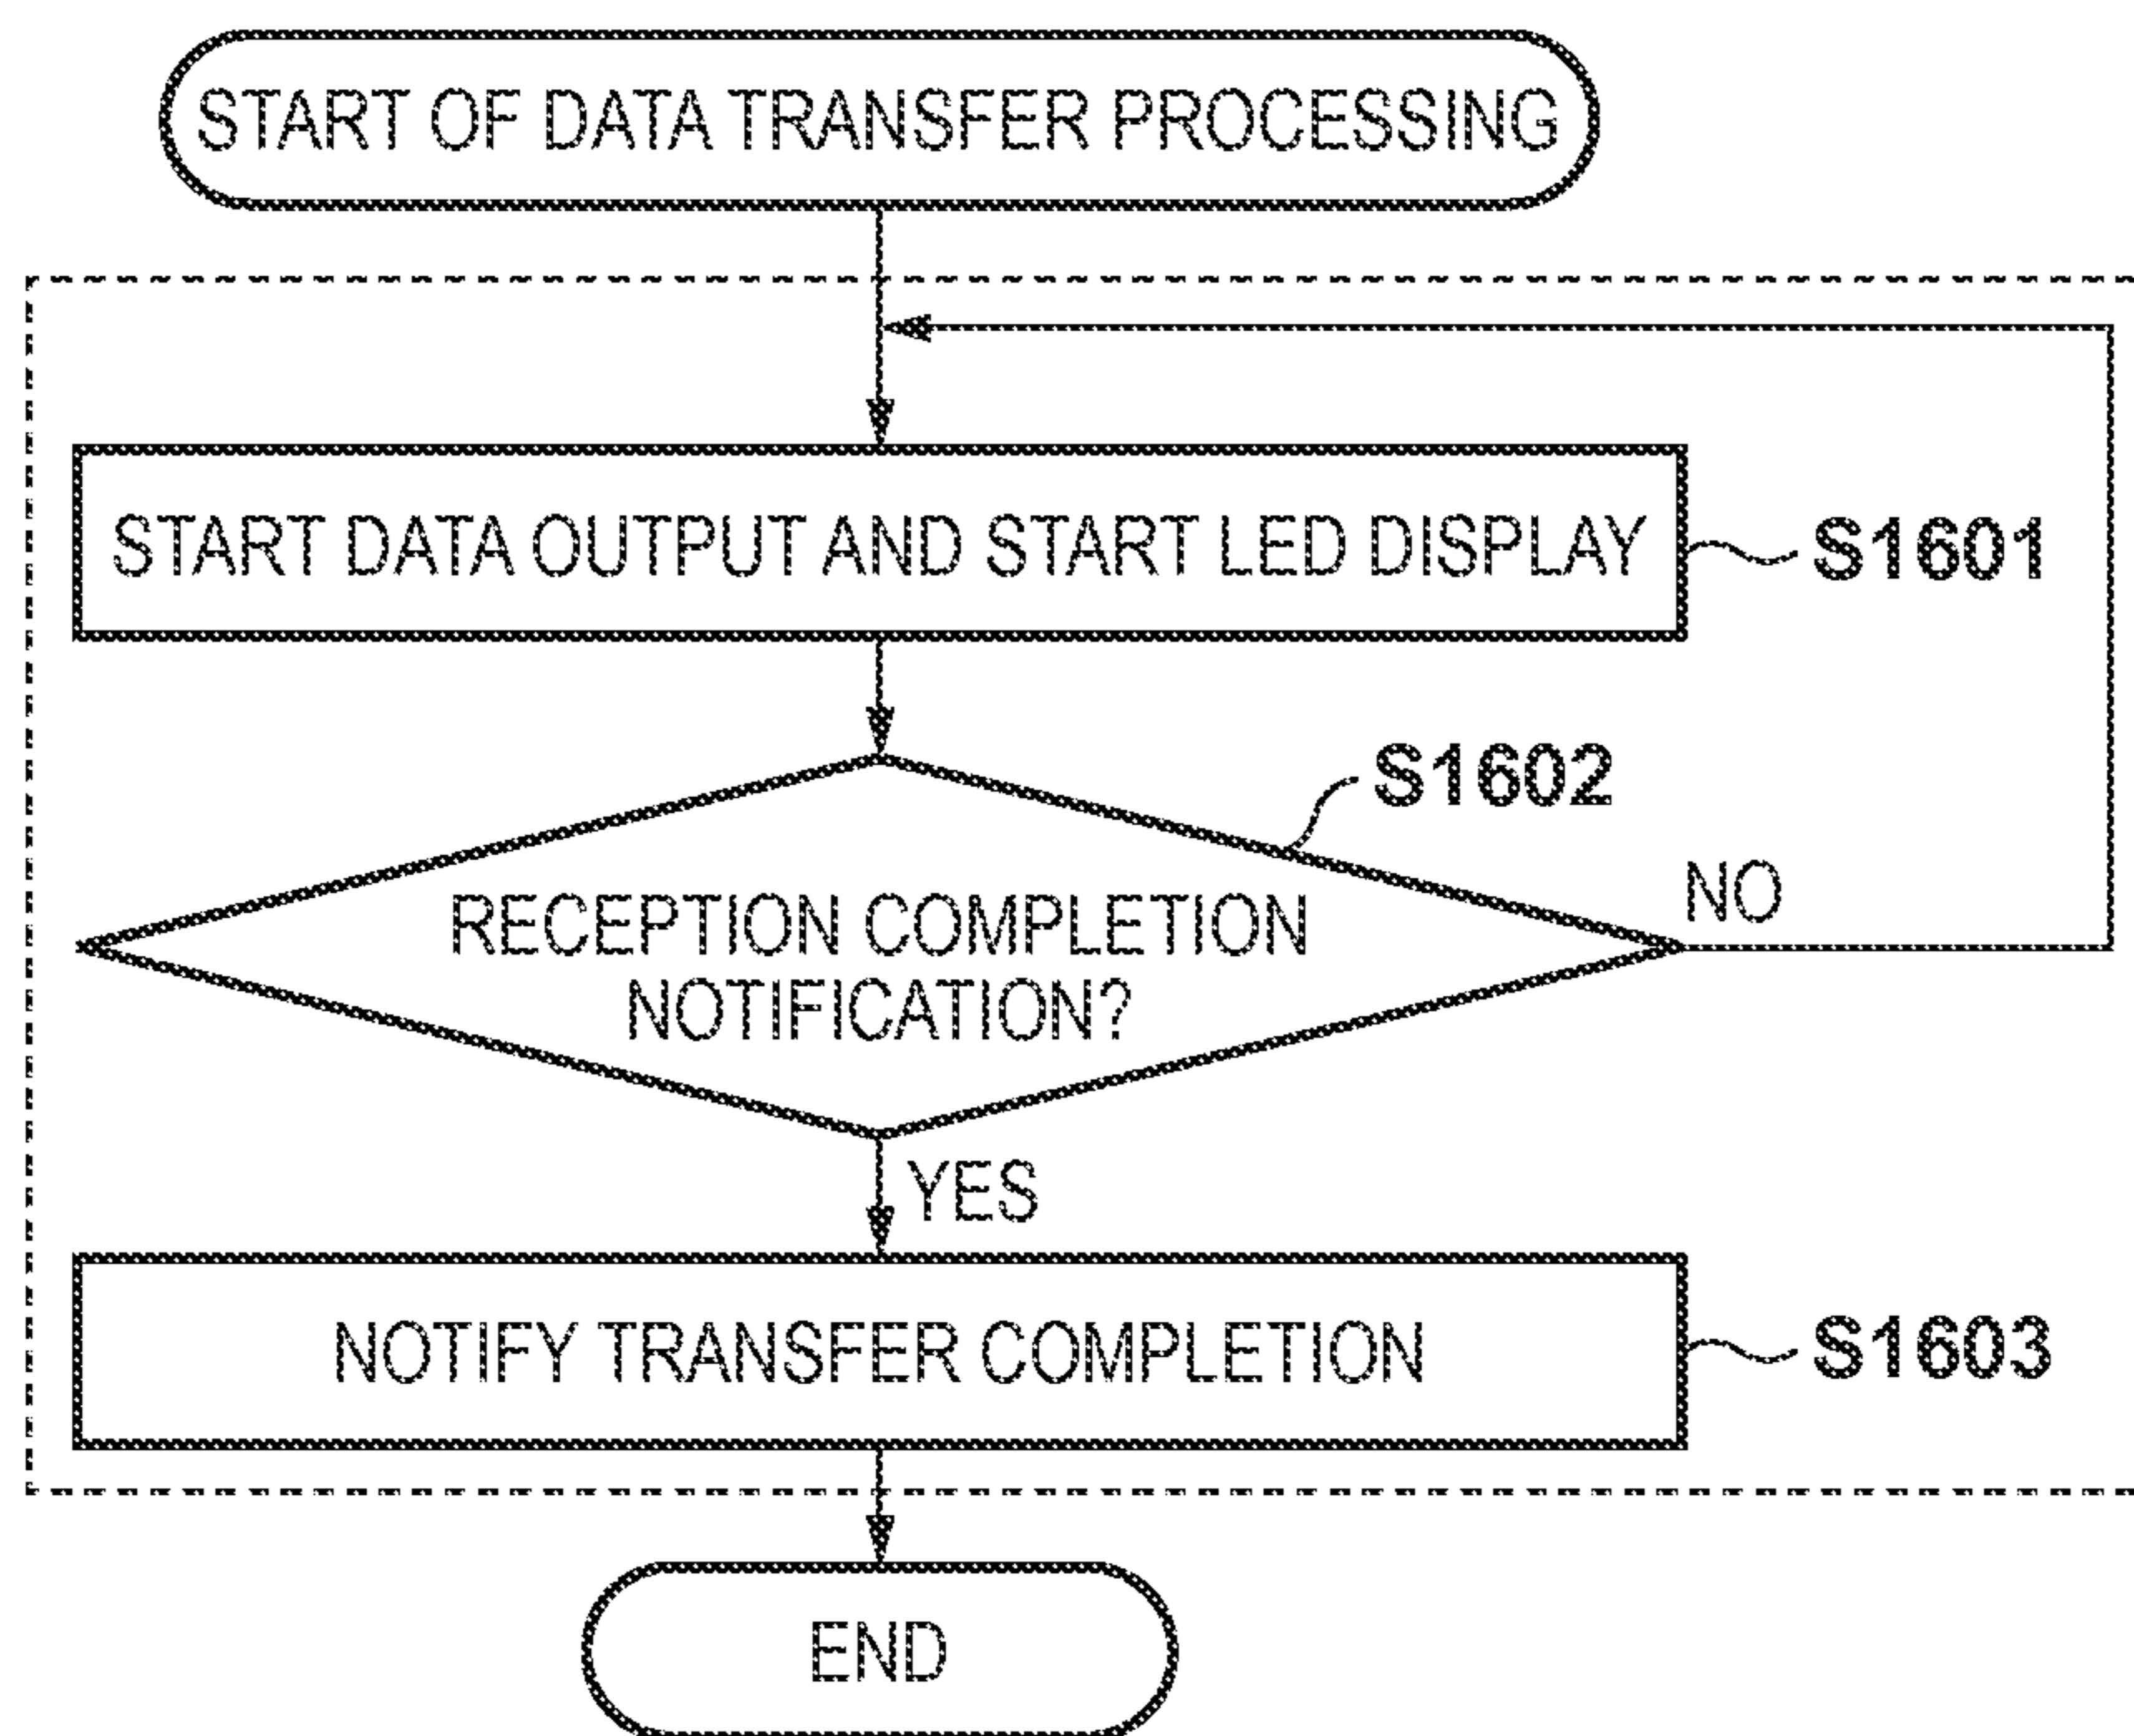 START OF DATA TRANSFER PROCESSING
START DATA OUTPUT AND START LED DISPLAY
S1601
S1602
RECEPTION COMPLETION
NOTIFICATION?
NO
YES
NOTIFY TRANSFER COMPLETION
S1603
END